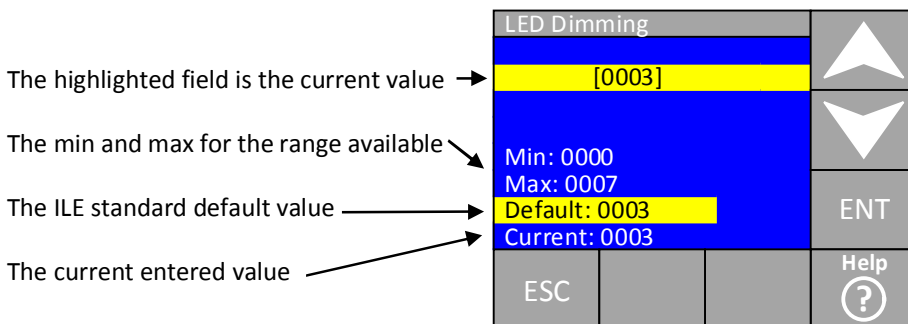 LED Dimming
The highlighted field is the current value
[0003]
The min and max for the range available
Min: 0000
Max: 0007
The ILE standard default value
Default: 0003
ENT
Current: 0003
The current entered value
Help
ESC
?